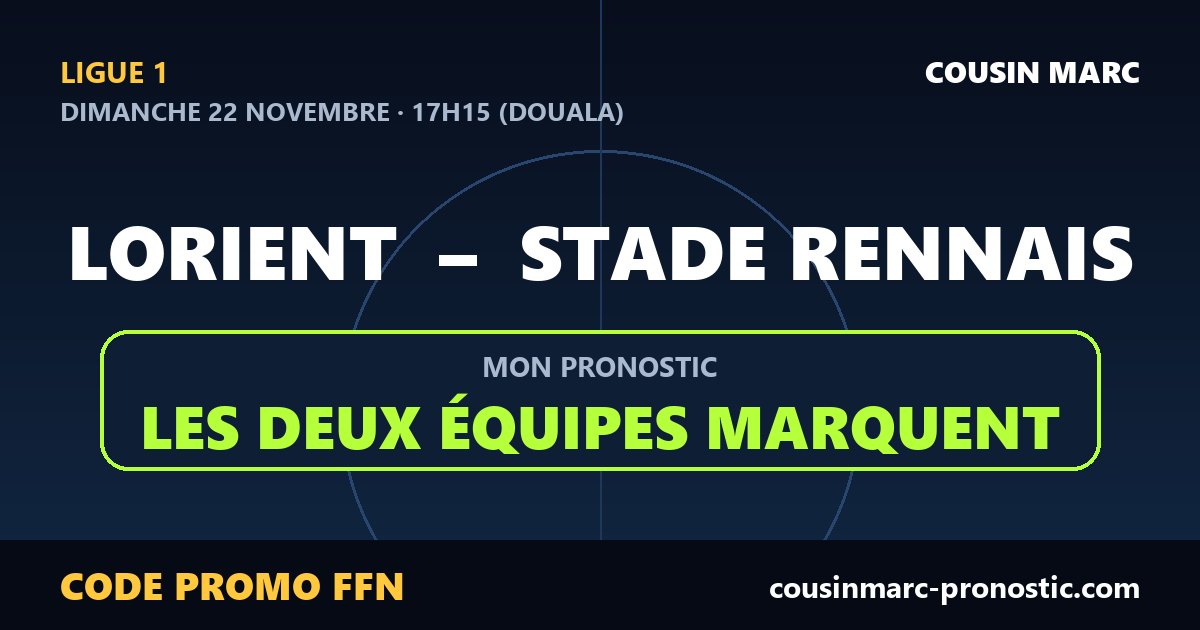 LIGUE 1
COUSIN MARC
DIMANCHE 22 NOVEMBRE · 17H15 (DOUALA)
LORIENT – STADE RENNAIS
MON PRONOSTIC
LES DEUX ÉQUIPES MARQUENT
CODE PROMO FFN
cousinmarc-pronostic.com